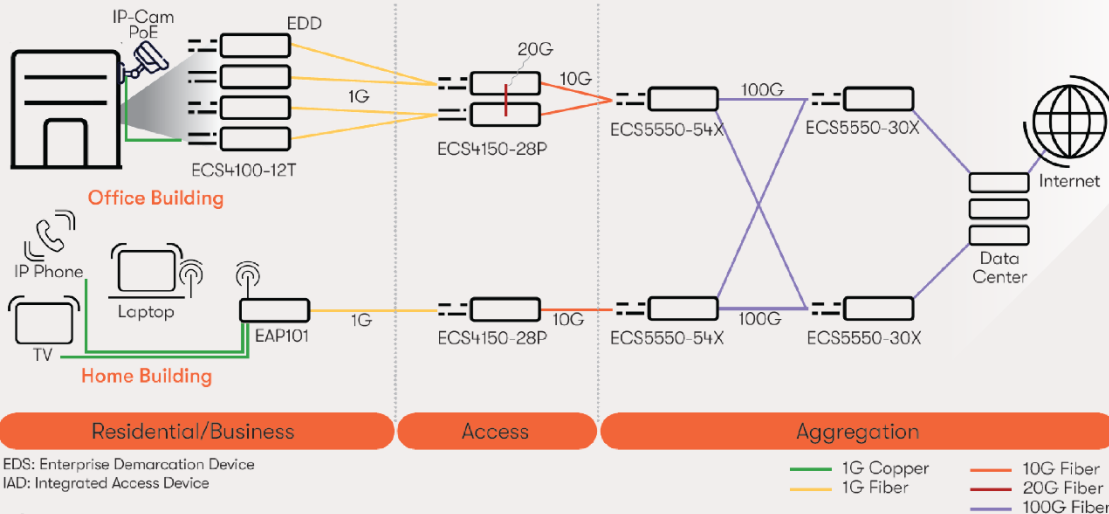 IP-Cam
PoE
EDD
20G
10G
1G
100G
ECS4100-12T
ECS4150-28P
ECS5550-54X
ECS5550-30X
Internet
Office Building
Data
Center
IP Phone
Laptop
TV
EAP101
1G
ECS4150-28P
10G
ECS5550-54X
100G
ECS5550-30X
Home Building
Residential/Business
Access
Aggregation
EDS: Enterprise Demarcation Device
IAD: Integrated Access Device
1G Copper
1G Fiber
10G Fiber
20G Fiber
100G Fiber